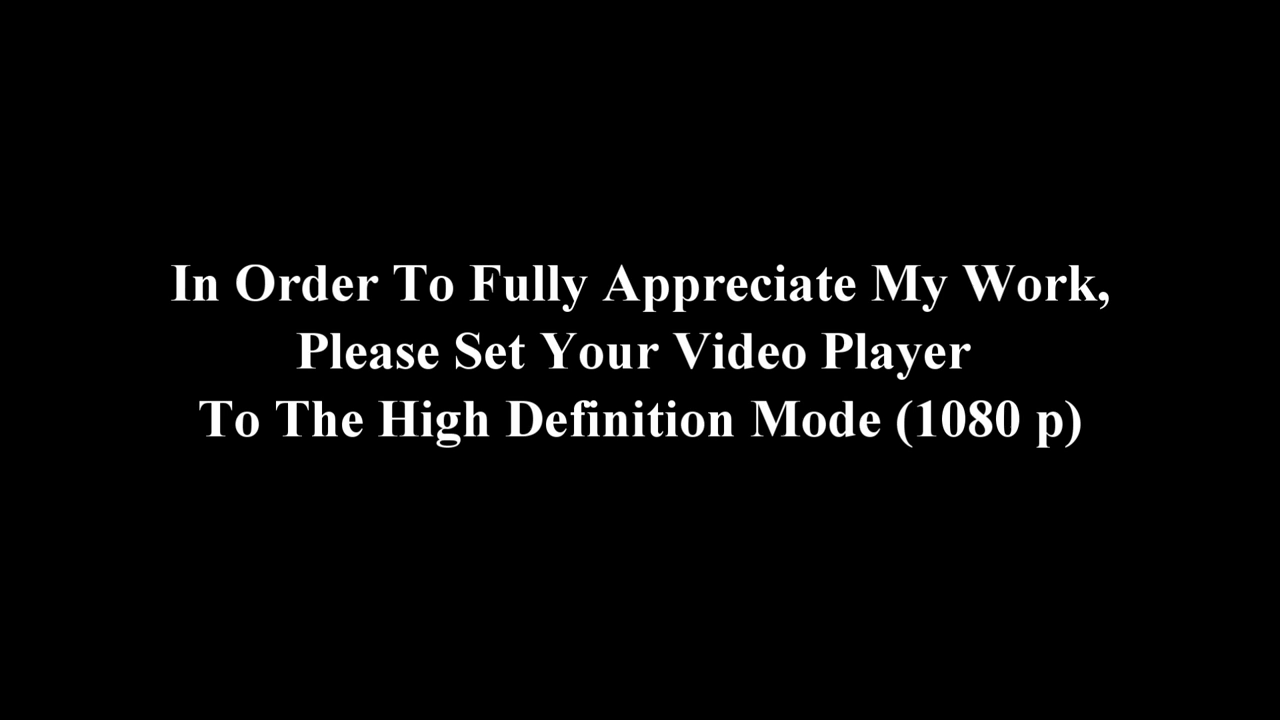 In Order To Fully Appreciate My Work,
Please Set Your Video Player
To The High Definition Mode (1080 p)